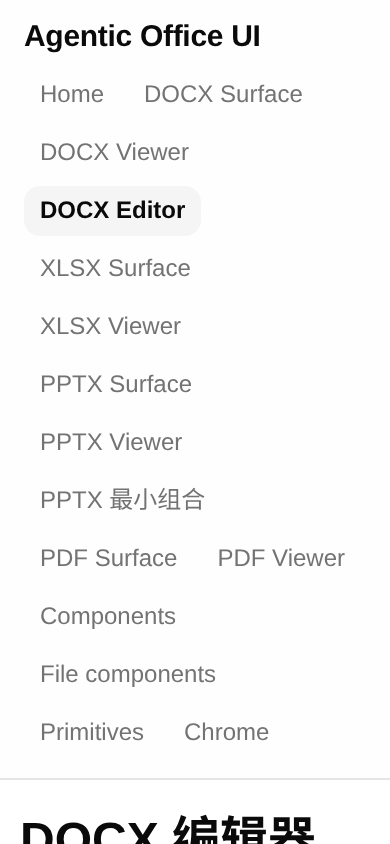 Agentic Office UI
Home DOCX Surface
DOCX Viewer
DOCX Editor
XLSX Surface
XLSX Viewer
PPTX Surface
PPTX Viewer
PPTX 最小组合
PDF Surface PDF Viewer
Components
File components
Primitives Chrome
DOCX 编辑器